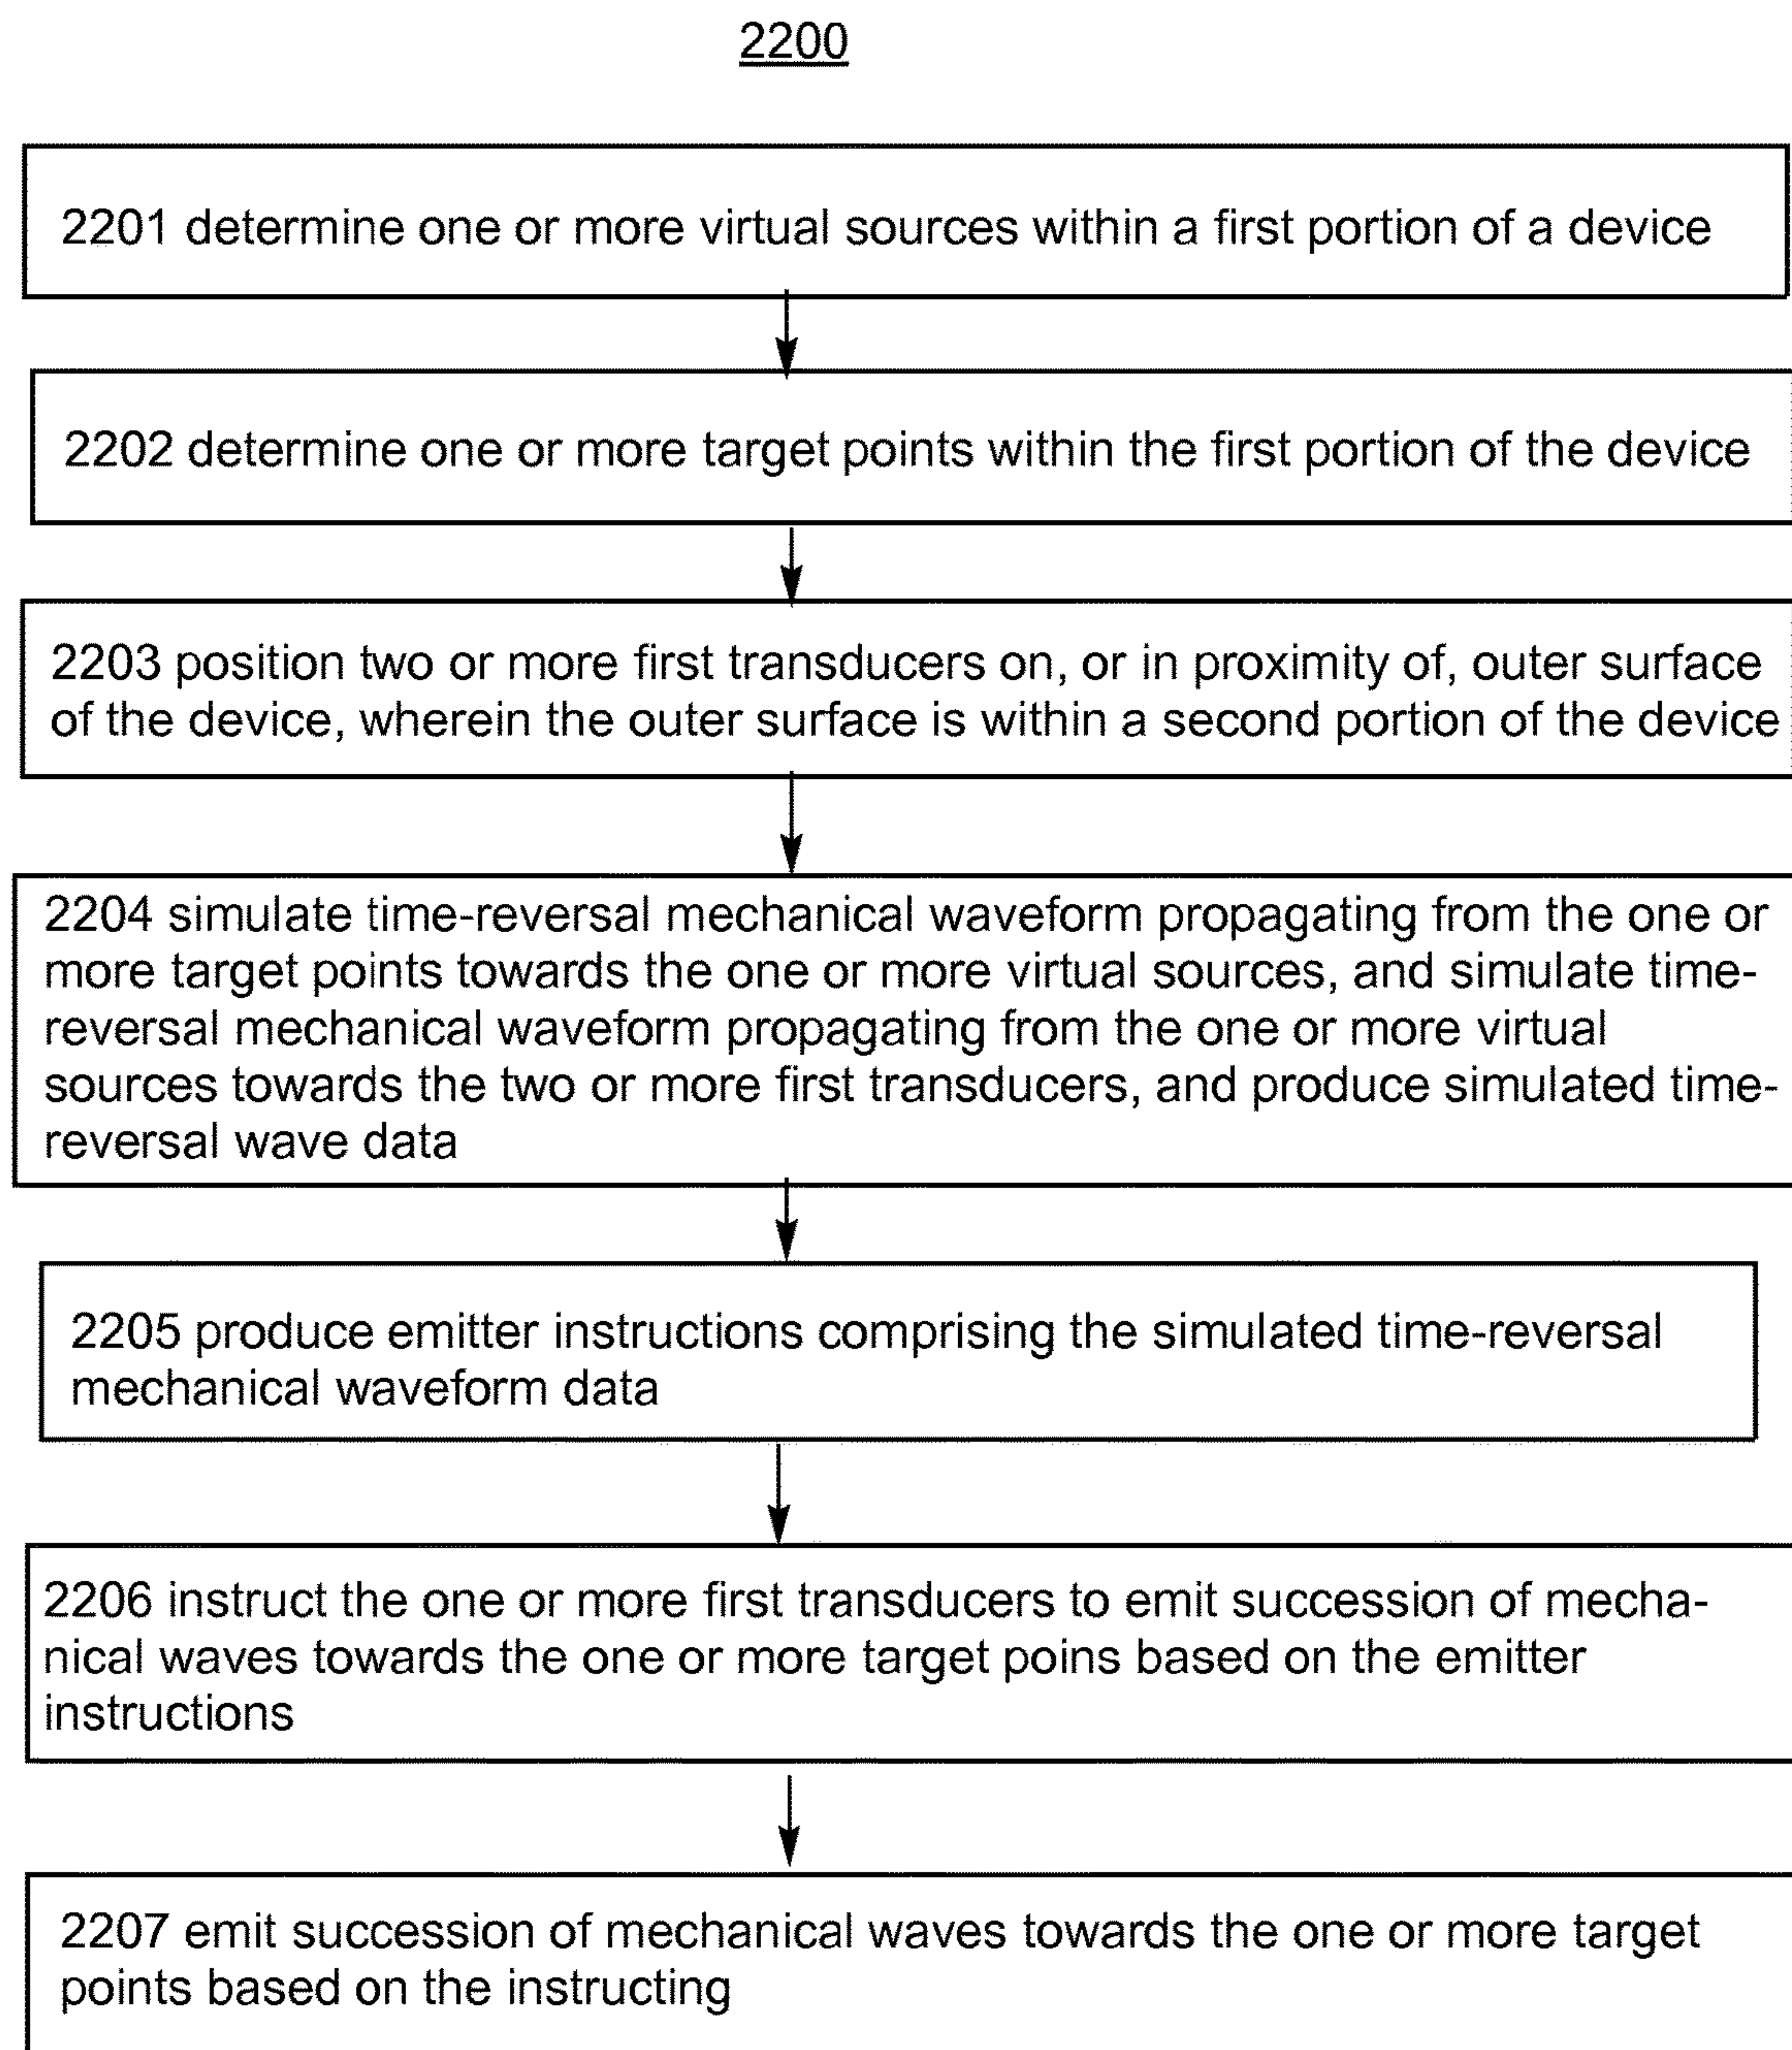 2200
2201 determine one or more virtual sources within a first portion of a device
2202 determine one or more target points within the first portion of the device
2203 position two or more first transducers on, or in proximity of, outer surface
of the device, wherein the outer surface is within a second portion of the device
2204 simulate time-reversal mechanical waveform propagating from the one or
more target points towards the one or more virtual sources, and simulate time-
reversal mechanical waveform propagating from the one or more virtual
sources towards the two or more first transducers, and produce simulated time-
reversal wave data
2205 produce emitter instructions comprising the simulated time-reversal
mechanical waveform data
2206 instruct the one or more first transducers to emit succession of mecha-
nical waves towards the one or more target poins based on the emitter
instructions
2207 emit succession of mechanical waves towards the one or more target
points based on the instructing